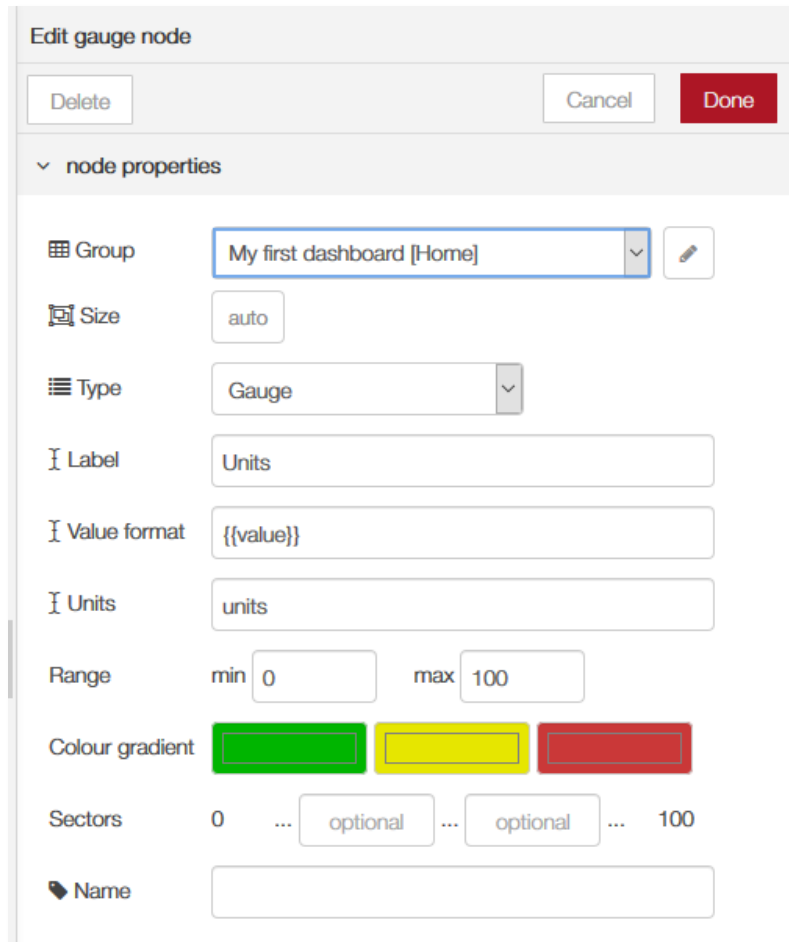 Edit gauge node
Delete Cancel Done
node properties
Group My first dashboard [Home]
Size auto
Type Gauge
Label Units
Value format {{value}}
Units units
Range min 0 max 100
Colour gradient
Sectors 0 ... optional ... optional ... 100
Name